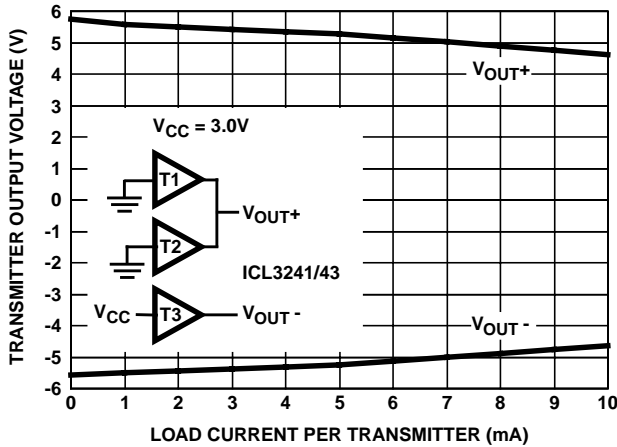 TRANSMITTER OUTPUT VOLTAGE (V)
6
5
4
3
2
1
0
-1
-2
-3
-4
-5
-6
VOUT+
VCC = 3.0V
T1
VOUT+
T2
ICL3241/43
VCC
T3
VOUT -
VOUT -
0 1 2 3 4 5 6 7 8 9 10
LOAD CURRENT PER TRANSMITTER (mA)